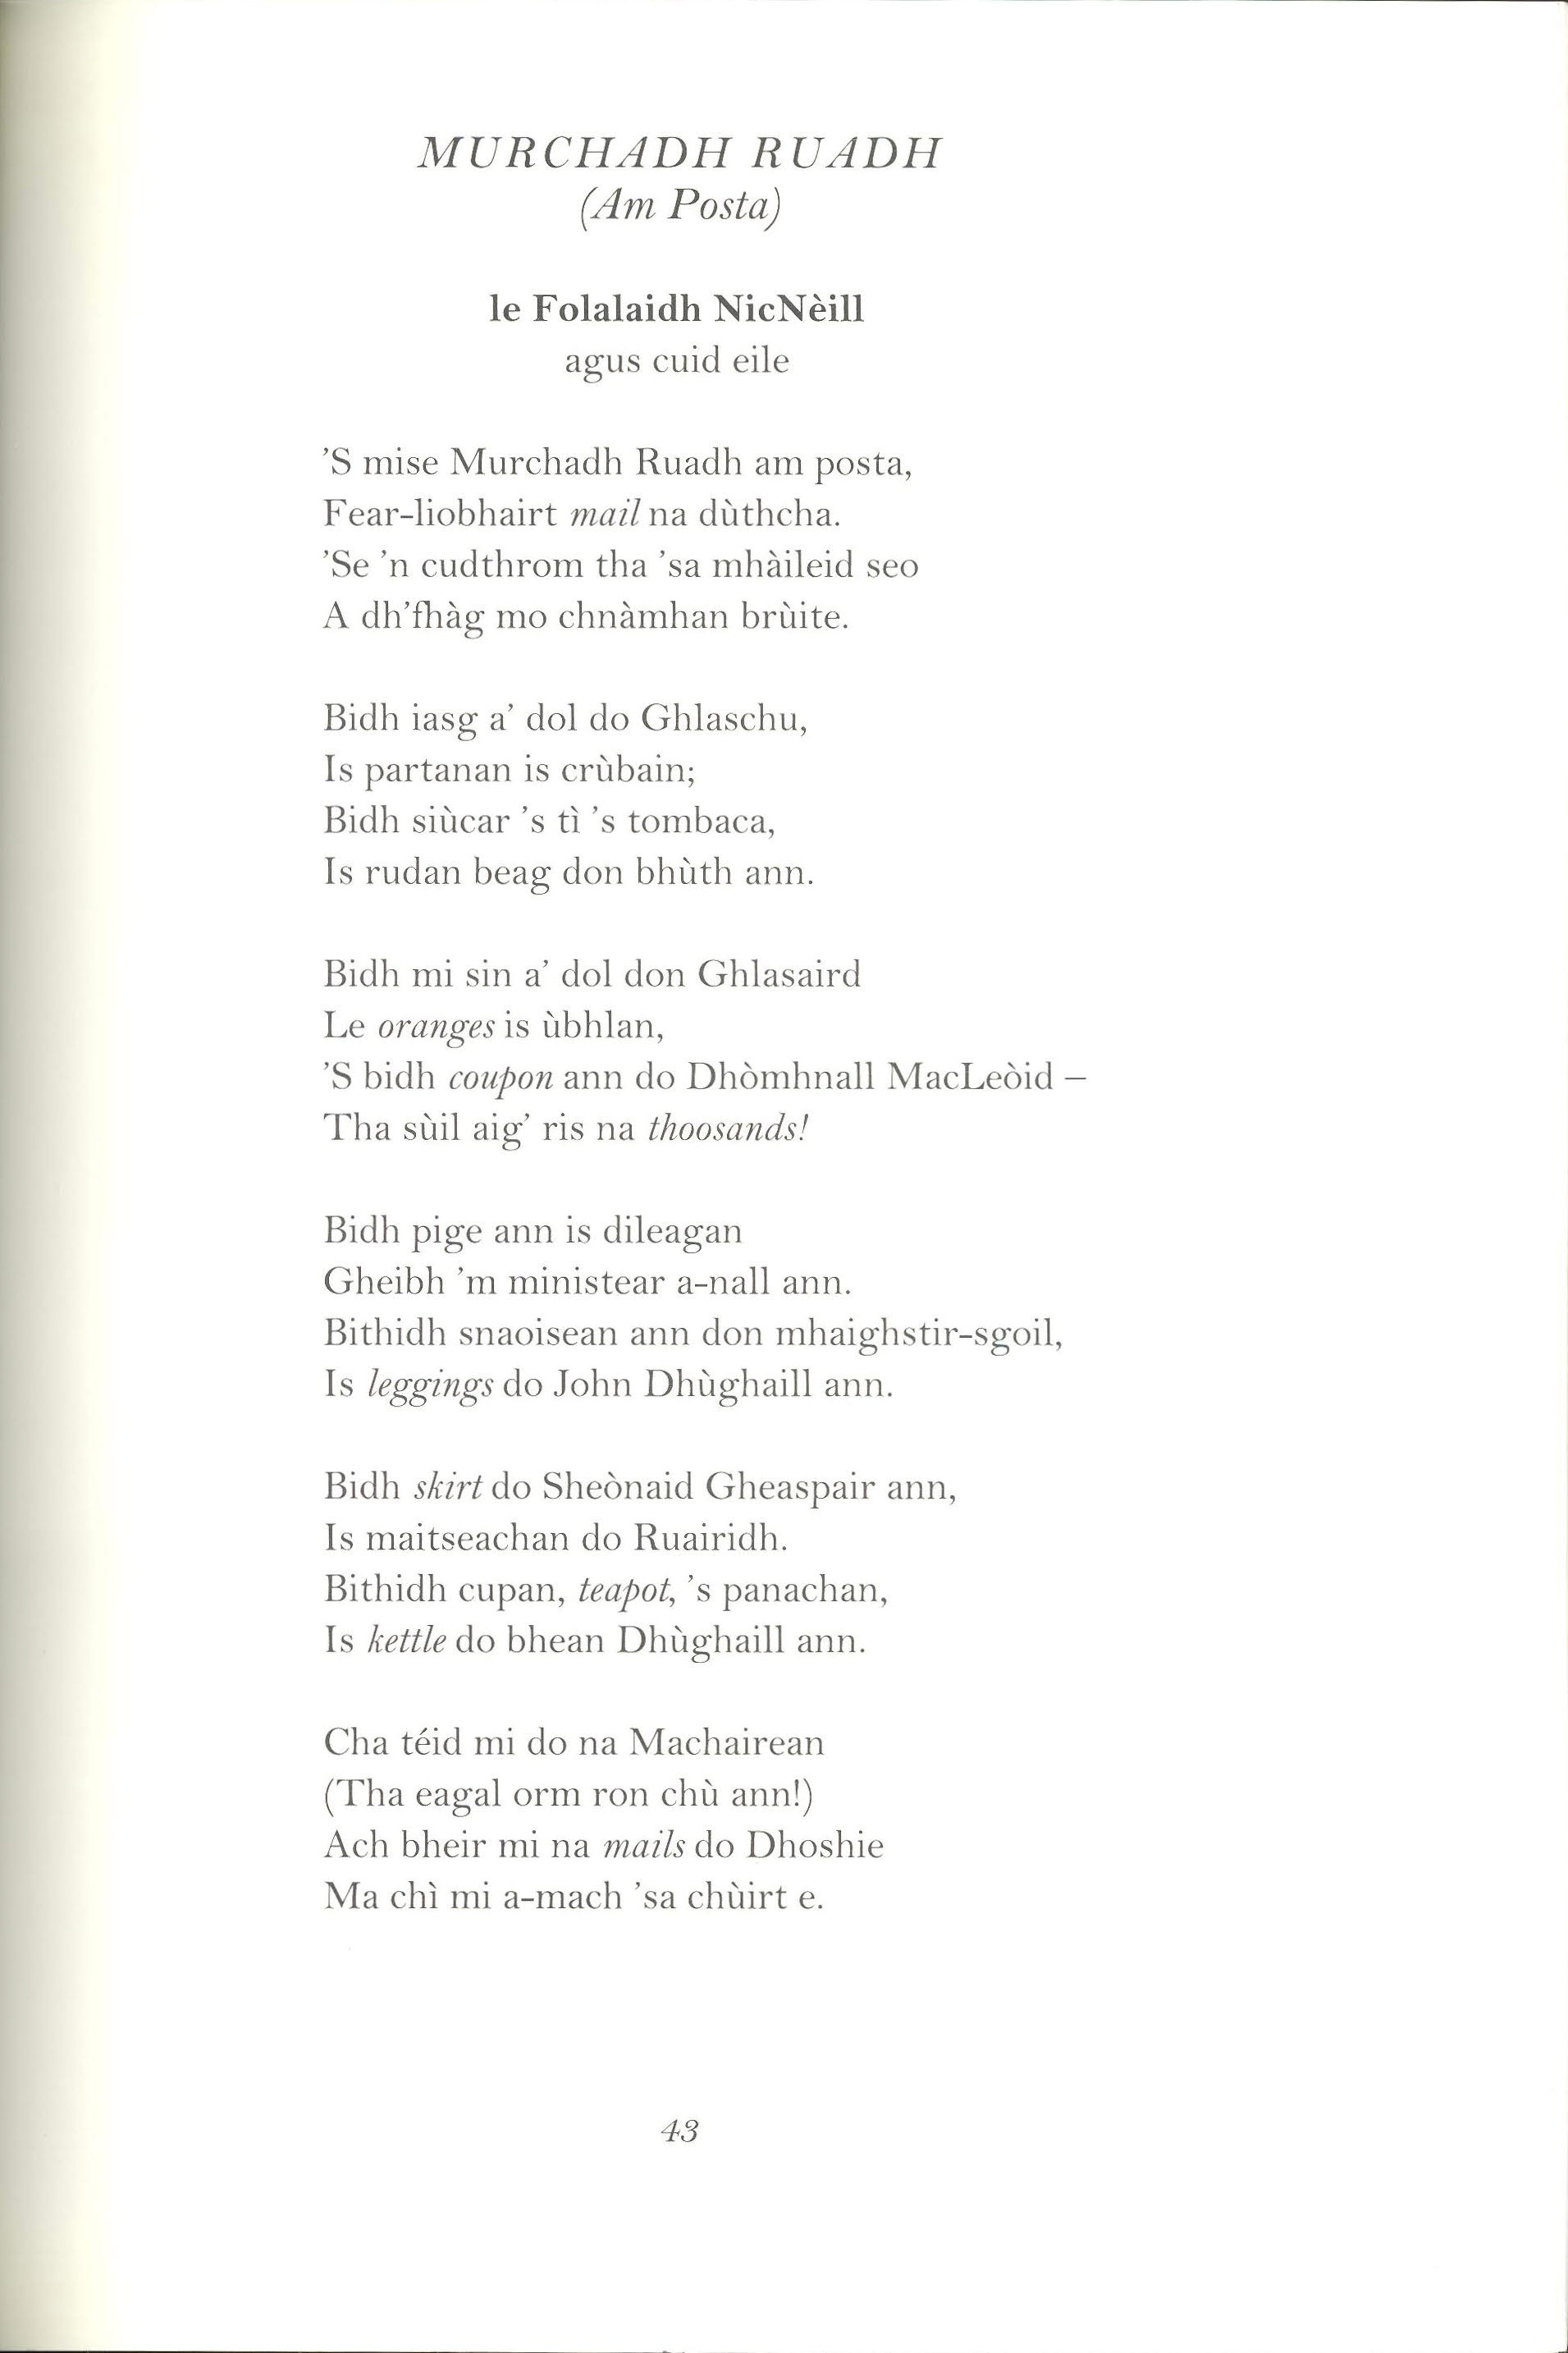 MURCHADH RUADH
(Am Posta)
le Folalaidh NicNèill
agus cuid eile
’S mise Murchadh Ruadh am posta,
Fear-liobhairt mail na dùthcha.
’Se ’n cudthrom tha ’sa mhàileid seo
A dh’fhàg mo chnàmhan brùite.
Bidh iasg a’ dol do Ghlaschu,
Is partanan is crùbain;
Bidh siùcar ’s tì ’s tombaca,
Is rudan beag don bhùth ann.
Bidh mi sin a’ dol don Ghlasaird
Le oranges is ùbhlan,
’S bidh coupon ann do Dhòmhnall MacLeòid –
Tha sùil aig’ ris na thoosands!
Bidh pige ann is dileagan
Gheibh ’m ministear a-nall ann.
Bithidh snaoisean ann don mhaighstir-sgoil,
Is leggings do John Dhùghaill ann.
Bidh skirt do Sheònaid Gheaspair ann,
Is maitseachan do Ruairidh.
Bithidh cupan, teapot, ’s panachan,
Is kettle do bhean Dhùghaill ann.
Cha téid mi do na Machairean
(Tha eagal orm ron chù ann!)
Ach bheir mi na mails do Dhoshie
Ma chì mi a-mach ’sa chùirt e.
43